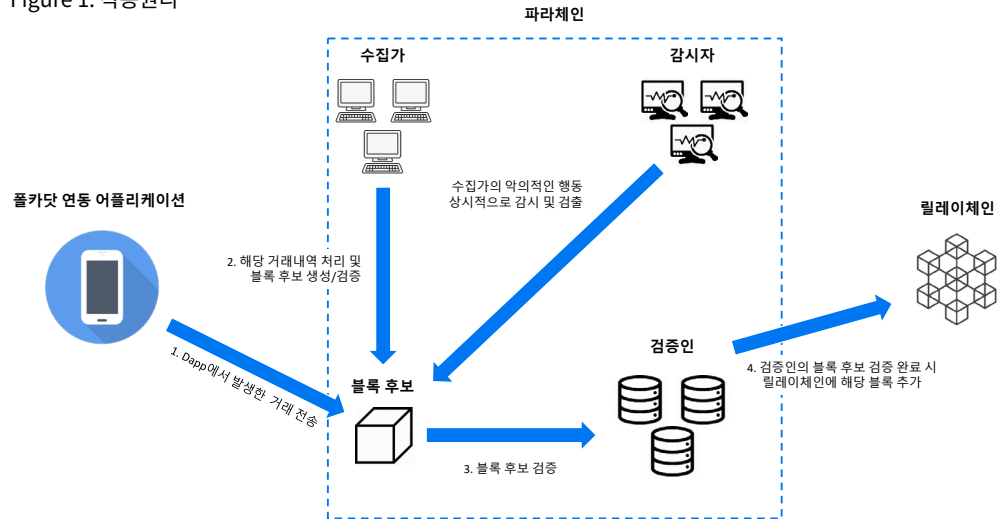 Figure 1. 작동원리
파라체인
수집가
감시자
수집가의 악의적인 행동
상시적으로 감시 및 검출
폴카닷 연동 어플리케이션
릴레이체인
2. 해당 거래내역 처리 및
블록 후보 생성/검증
1. Dapp에서 발생한 거래 전송
블록 후보
검증인
3. 블록 후보 검증
4. 검증인의 블록 후보 검증 완료 시
릴레이체인에 해당 블록 추가